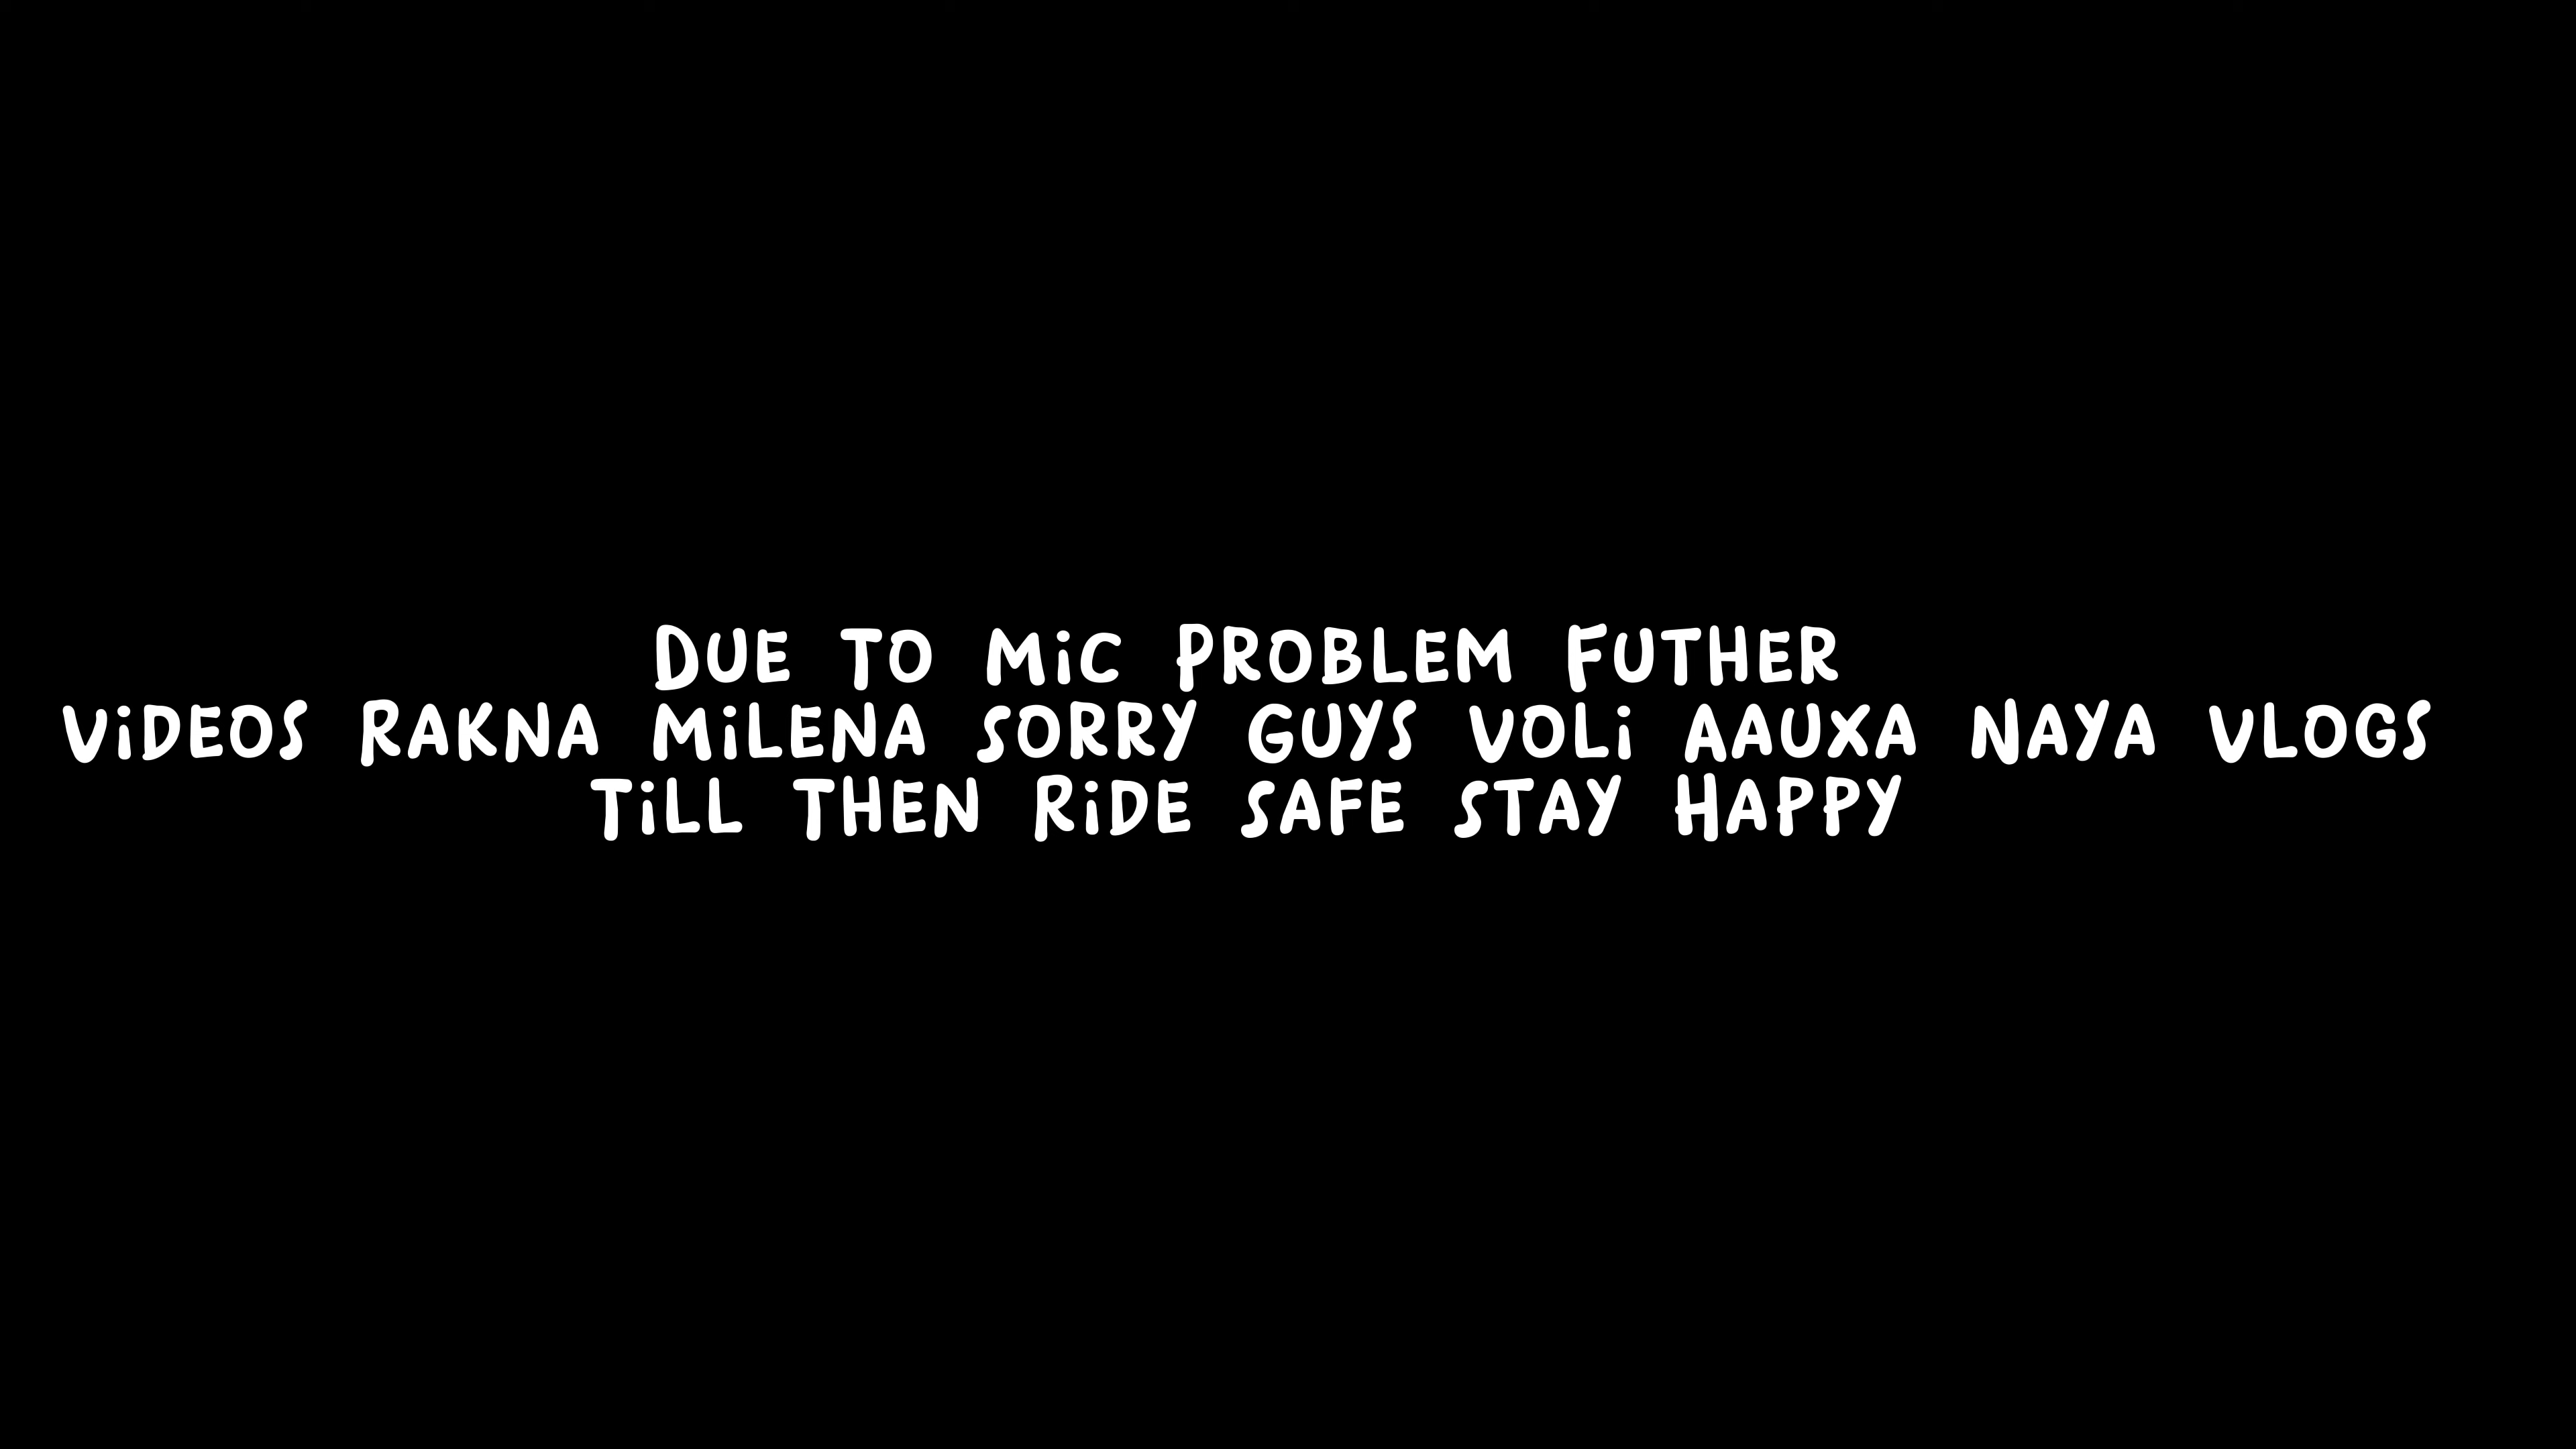 Due to mic Problem Futher
videos Rakna milena sorry guys voli Aauxa Naya vlogs
Till Then Ride safe stay Happy